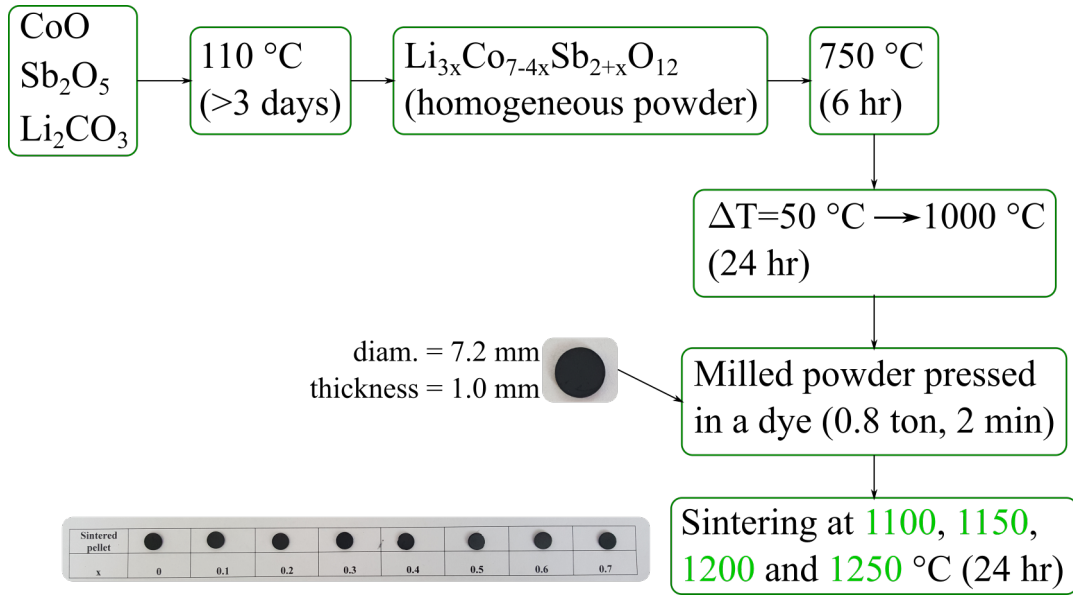 CoO
Sb₂O₅
Li₂CO₃
110 °C
(>3 days)
Li₃ₓCo₇₋₄ₓSb₂₊ₓO₁₂
(homogeneous powder)
750 °C
(6 hr)
ΔT=50 °C → 1000 °C
(24 hr)
diam. = 7.2 mm
thickness = 1.0 mm
Milled powder pressed
in a dye (0.8 ton, 2 min)
Sintering at 1100, 1150,
1200 and 1250 °C (24 hr)
Sintered
pellet
x 0 0.1 0.2 0.3 0.4 0.5 0.6 0.7